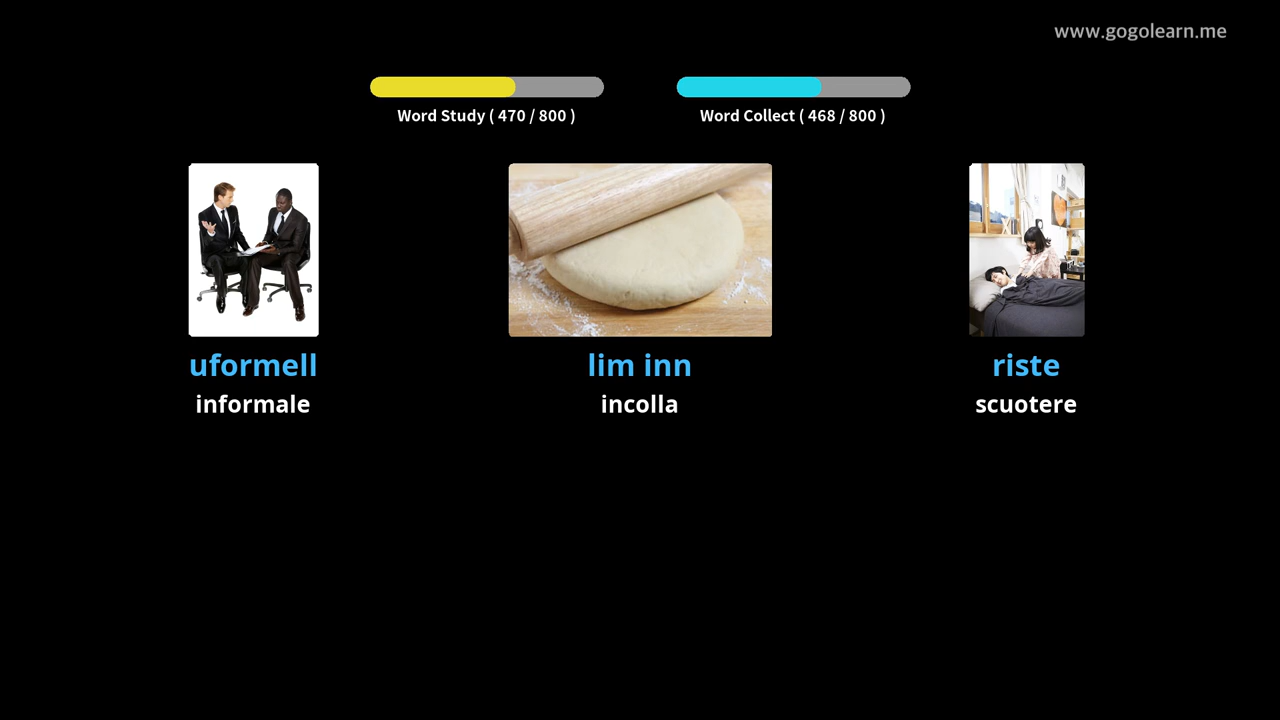 www.gogolearn.me
Word Study ( 470 / 800 )
Word Collect ( 468 / 800 )
uformell
lim inn
riste
informale
incolla
scuotere